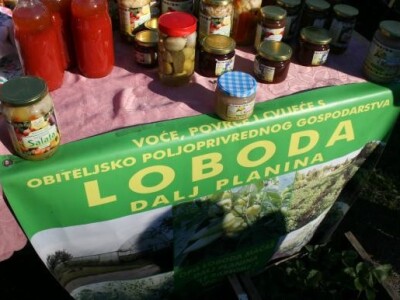 Salata
VOĆE, POVRĆE I CVIJEĆE S
OBITELJSKO POLJOPRIVREDNOG GOSPODARSTVA
LOBODA
DALJ PLANINA